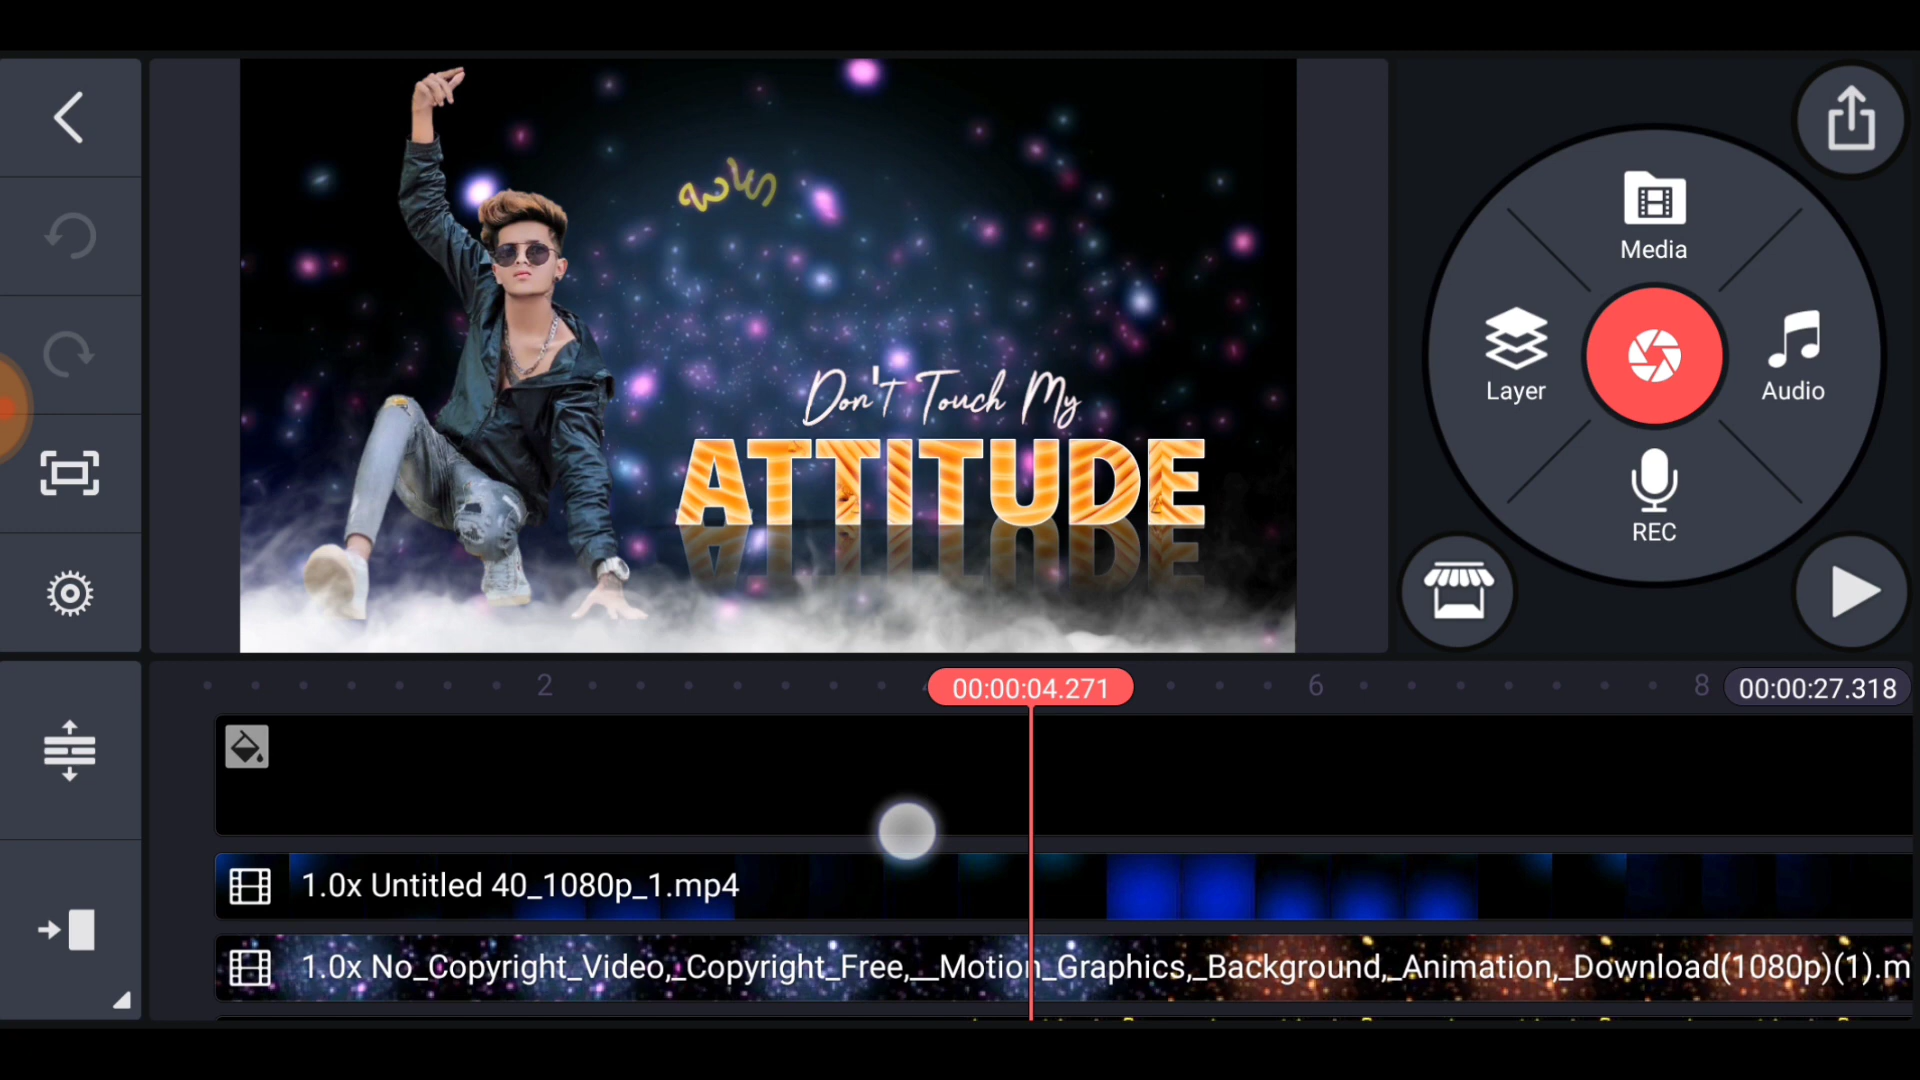 Don't Touch My
ATTITUDE
Media
Layer
Audio
REC
2
00:00:04.271
6
8
00:00:27.318
1.0x Untitled 40_1080p_1.mp4
1.0x No_Copyright_Video,_Copyright_Free,__Motion_Graphics,_Background,_Animation,_Download(1080p)(1).m